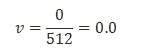 v = 0/512 = 0.0